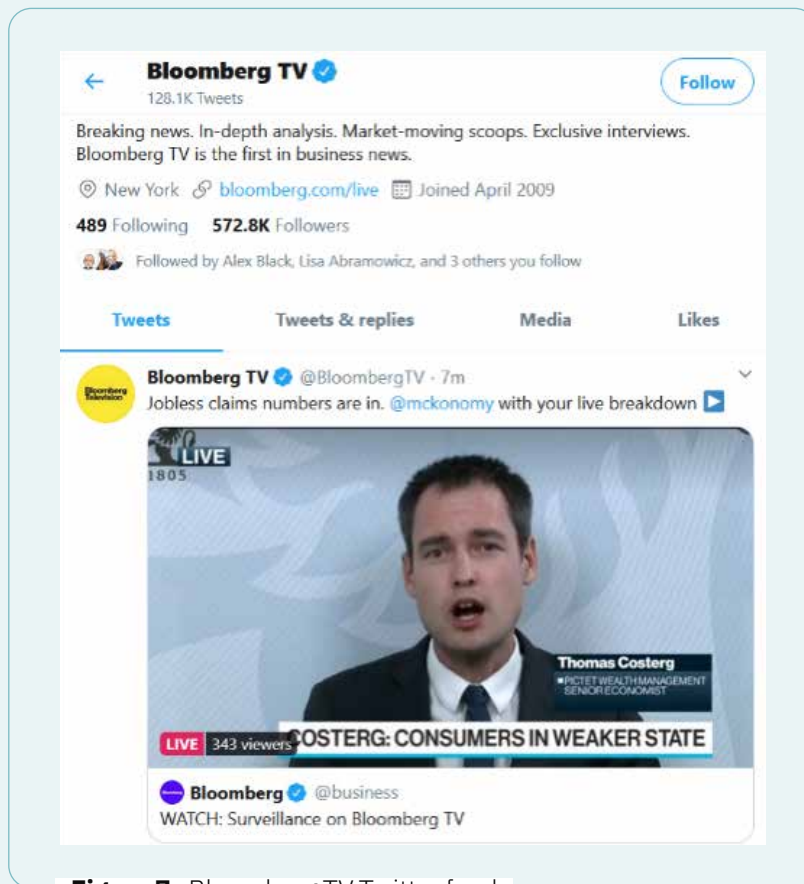 Bloomberg TV
128.1K Tweets
Follow
Breaking news. In-depth analysis. Market-moving scoops. Exclusive interviews.
Bloomberg TV is the first in business news.
New York bloomberg.com/live Joined April 2009
489 Following 572.8K Followers
Followed by Alex Black, Lisa Abramowicz, and 3 others you follow
Tweets Tweets & replies Media Likes
Bloomberg TV @BloombergTV · 7m
Jobless claims numbers are in. @mckonomy with your live breakdown
Bloomberg
Television
LIVE
1805
Thomas Costerg
PICTET WEALTH MANAGEMENT
SENIOR ECONOMIST
LIVE 343 viewers
COSTERG: CONSUMERS IN WEAKER STATE
Bloomberg @business
WATCH: Surveillance on Bloomberg TV